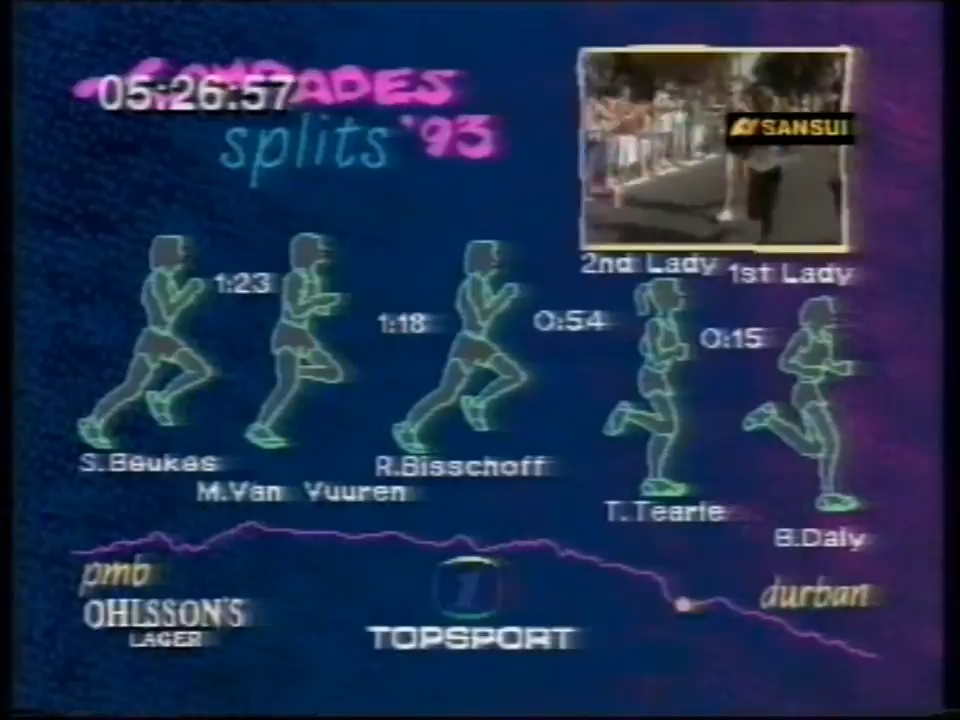 COMRADES
05:26:57
splits '93
SANSUI
2nd Lady
1st Lady
1:23
1:18
0:54
0:15
S.Beukes
M.Van Vuuren
R.Bisschoff
T.Tearle
B.Daly
pmb
durban
OHLSSON'S
LAGER
1
TOPSPORT